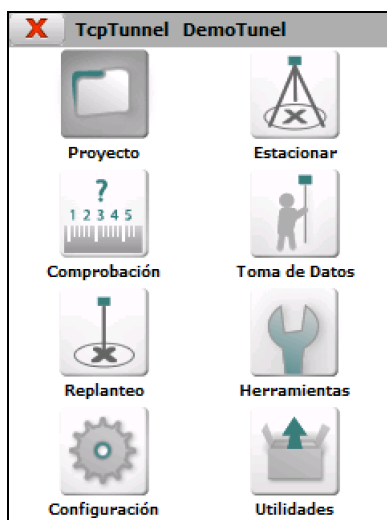 X TcpTunnel DemoTunel
Proyecto Estacionar
?
1 2 3 4 5
Comprobación Toma de Datos
Replanteo Herramientas
Configuración Utilidades